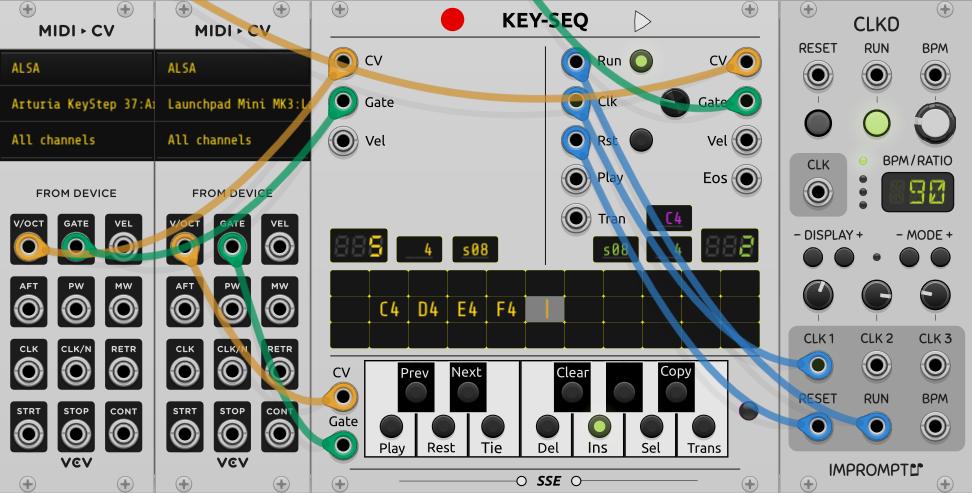 MIDI ▸ CV
ALSA
Arturia KeyStep 37:A
All channels
FROM DEVICE
V/OCT GATE VEL
AFT PW MW
CLK CLK/N RETR
STRT STOP CONT
VCV
MIDI ▸ CV
ALSA
Launchpad Mini MK3:L
All channels
FROM DEVICE
V/OCT GATE VEL
AFT PW MW
CLK CLK/N RETR
STRT STOP CONT
VCV
KEY-SEQ
CV Run CV
Gate Clk Gate
Vel Rst Vel
Play Eos
Tran C4
5 4 s08 s08 4 2
C4 D4 E4 F4
CV Prev Next Clear Copy
Gate
Play Rest Tie Del Ins Sel Trans
SSE
CLKD
RESET RUN BPM
CLK BPM/RATIO
90
– DISPLAY + – MODE +
CLK 1 CLK 2 CLK 3
RESET RUN BPM
IMPROMPTU